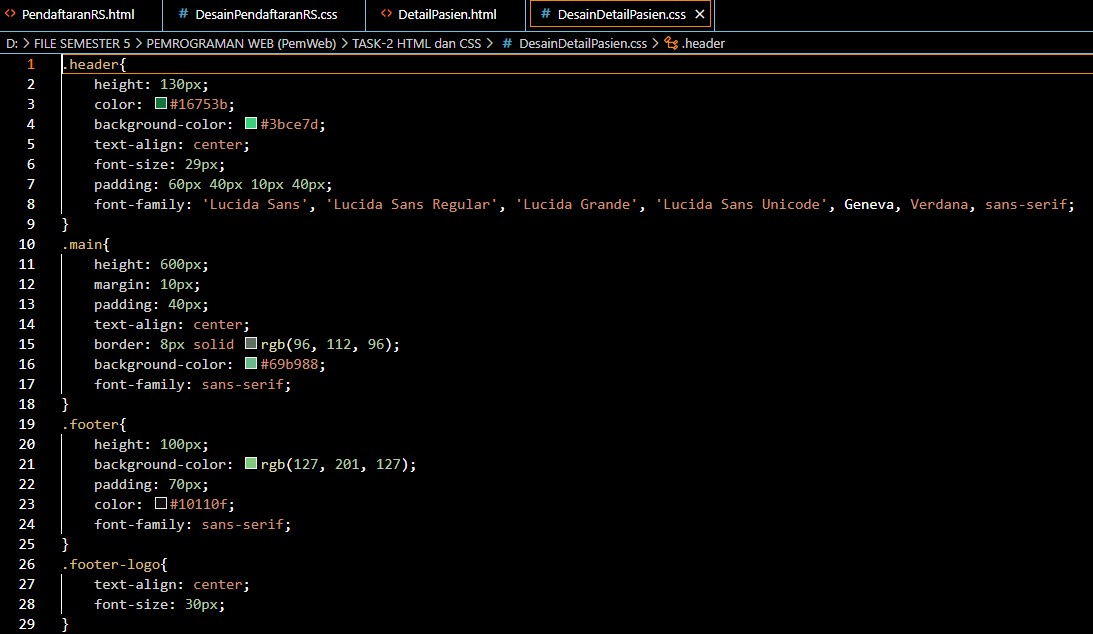 PendaftaranRS.html DesainPendaftaranRS.css DetailPasien.html DesainDetailPasien.css
D: > FILE SEMESTER 5 > PEMROGRAMAN WEB (PemWeb) > TASK-2 HTML dan CSS > # DesainDetailPasien.css > .header
1 .header{
2 height: 130px;
3 color: #16753b;
4 background-color: #3bce7d;
5 text-align: center;
6 font-size: 29px;
7 padding: 60px 40px 10px 40px;
8 font-family: 'Lucida Sans', 'Lucida Sans Regular', 'Lucida Grande', 'Lucida Sans Unicode', Geneva, Verdana, sans-serif;
9 }
10 .main{
11 height: 600px;
12 margin: 10px;
13 padding: 40px;
14 text-align: center;
15 border: 8px solid rgb(96, 112, 96);
16 background-color: #69b988;
17 font-family: sans-serif;
18 }
19 .footer{
20 height: 100px;
21 background-color: rgb(127, 201, 127);
22 padding: 70px;
23 color: #10110f;
24 font-family: sans-serif;
25 }
26 .footer-logo{
27 text-align: center;
28 font-size: 30px;
29 }